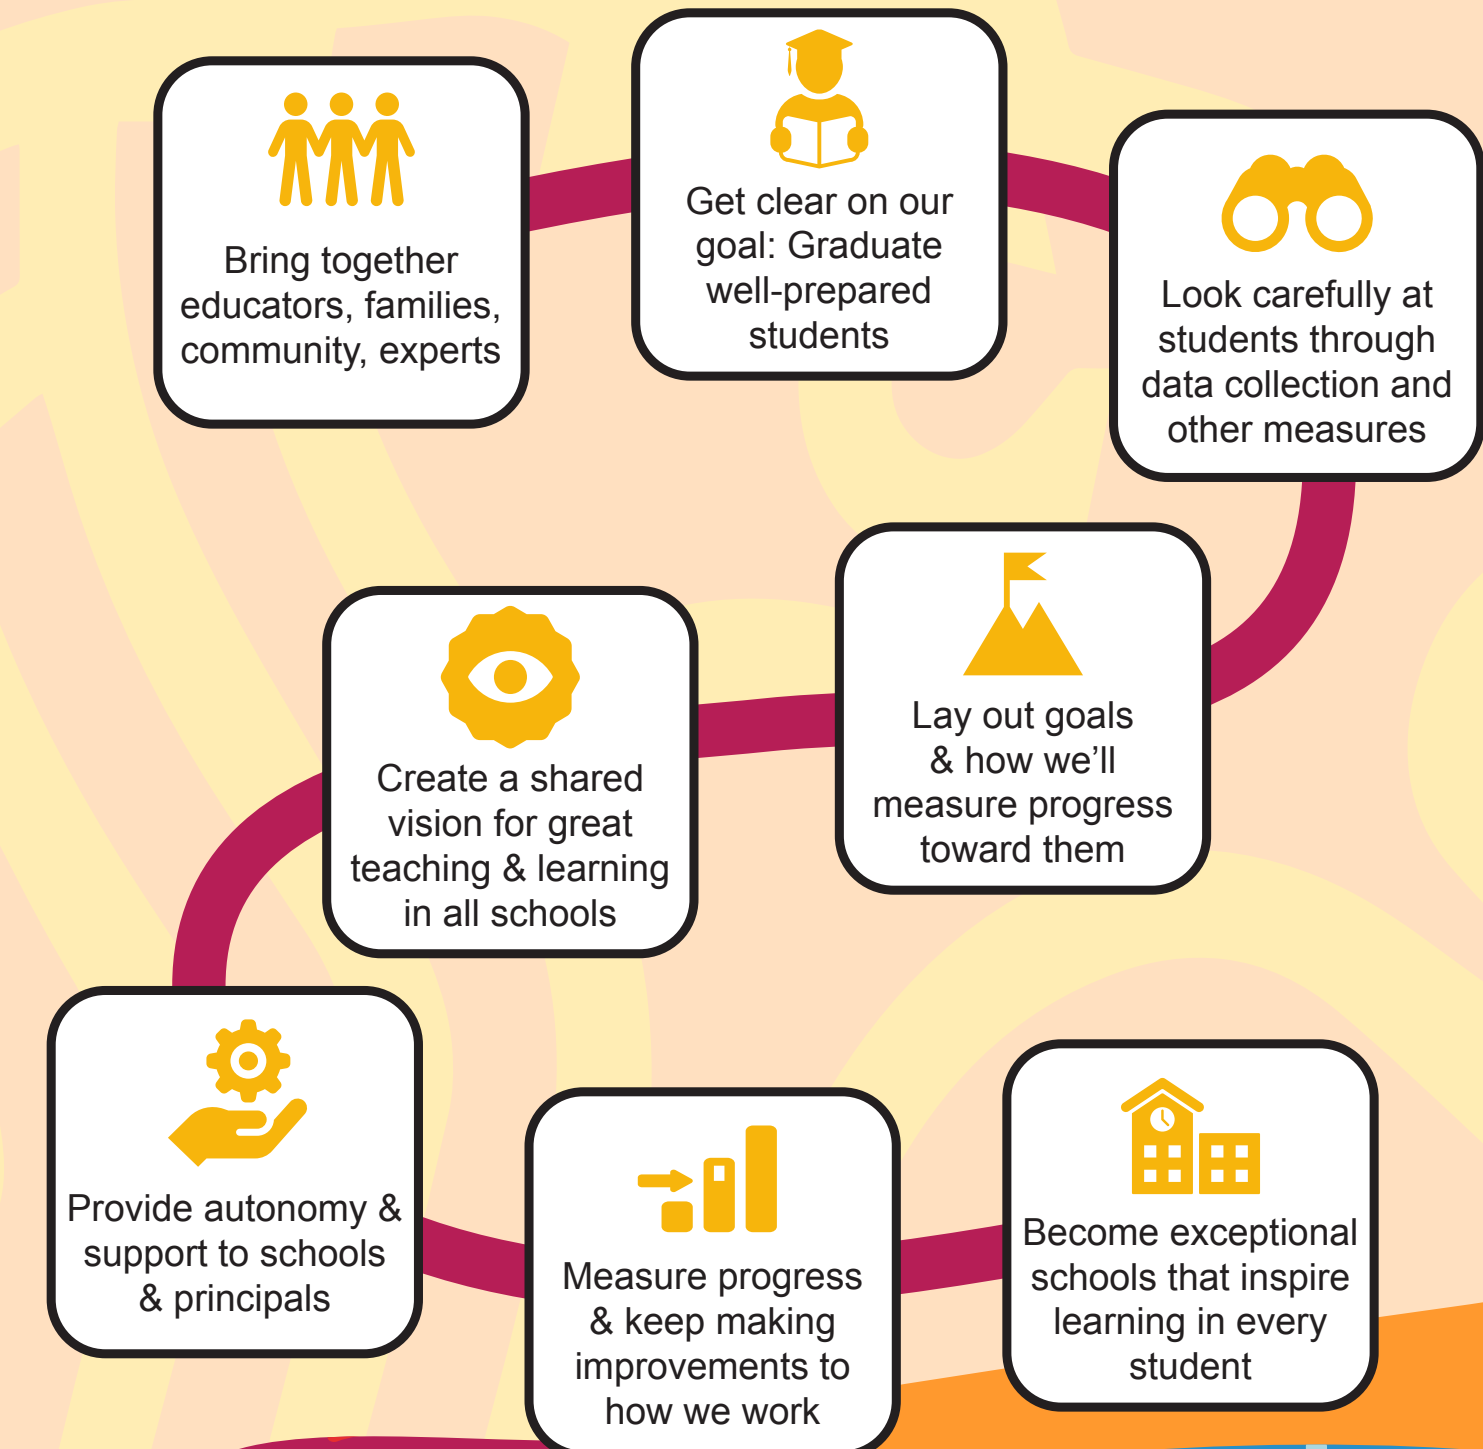 Bring together
educators, families,
community, experts
Get clear on our
goal: Graduate
well-prepared
students
Look carefully at
students through
data collection and
other measures
Lay out goals
& how we’ll
measure progress
toward them
Create a shared
vision for great
teaching & learning
in all schools
Provide autonomy &
support to schools
& principals
Measure progress
& keep making
improvements to
how we work
Become exceptional
schools that inspire
learning in every
student